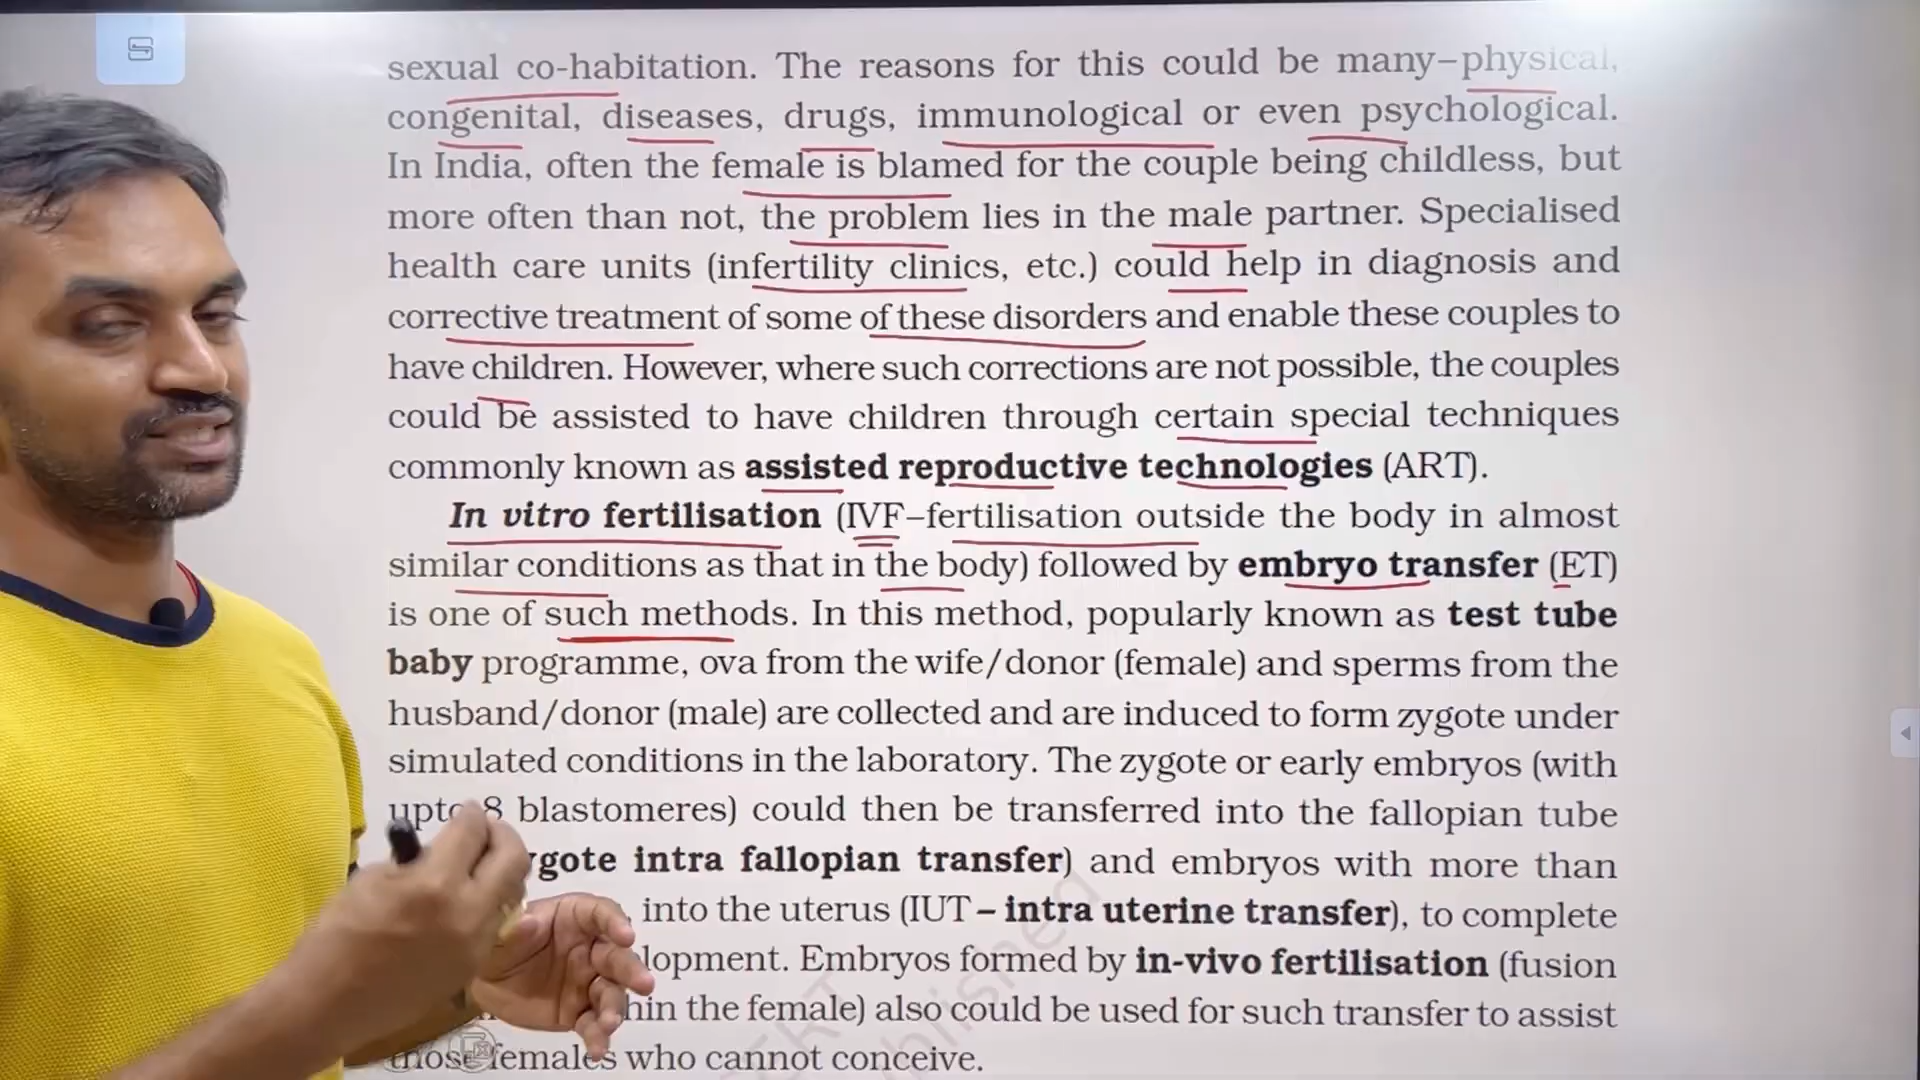 sexual co-habitation. The reasons for this could be many–physical,
congenital, diseases, drugs, immunological or even psychological.
In India, often the female is blamed for the couple being childless, but
more often than not, the problem lies in the male partner. Specialised
health care units (infertility clinics, etc.) could help in diagnosis and
corrective treatment of some of these disorders and enable these couples to
have children. However, where such corrections are not possible, the couples
could be assisted to have children through certain special techniques
commonly known as assisted reproductive technologies (ART).
In vitro fertilisation (IVF–fertilisation outside the body in almost
similar conditions as that in the body) followed by embryo transfer (ET)
is one of such methods. In this method, popularly known as test tube
baby programme, ova from the wife/donor (female) and sperms from the
husband/donor (male) are collected and are induced to form zygote under
simulated conditions in the laboratory. The zygote or early embryos (with
upto 8 blastomeres) could then be transferred into the fallopian tube
intra fallopian transfer) and embryos with more than
into the uterus (IUT – intra uterine transfer), to complete
Embryos formed by in-vivo fertilisation (fusion
the female) also could be used for such transfer to assist
those females who cannot conceive.